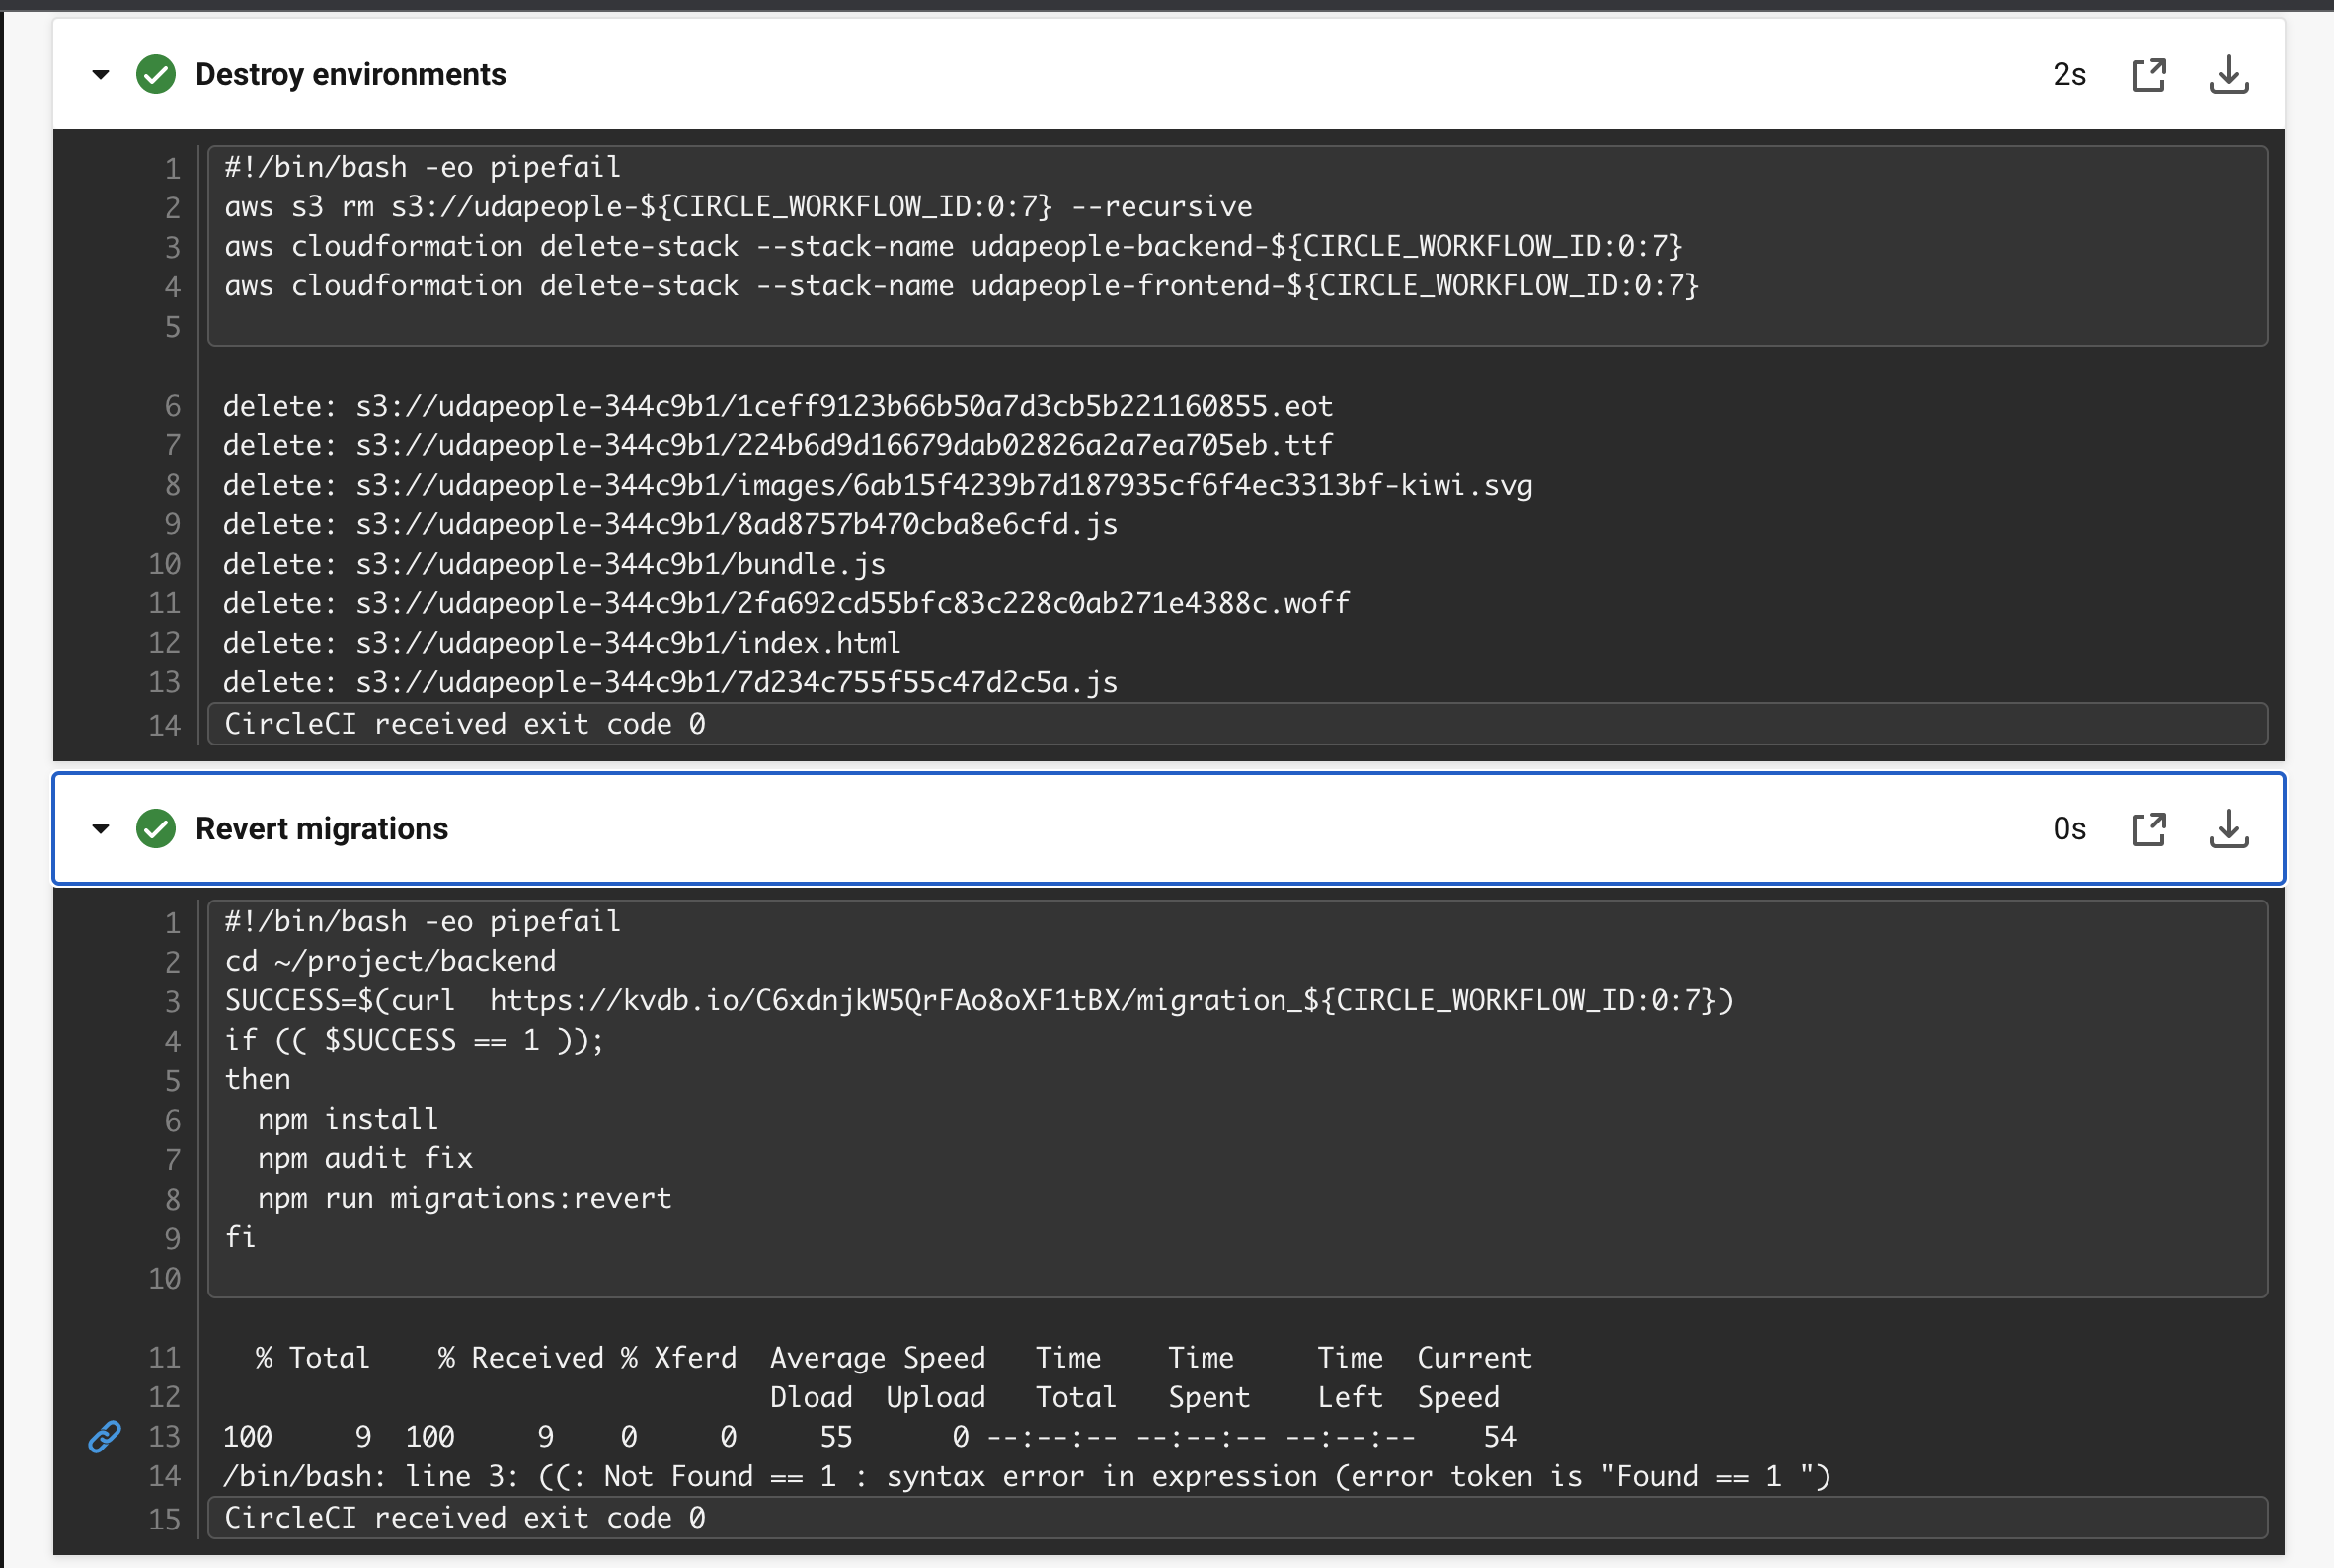 Destroy environments 2s
1 #!/bin/bash -eo pipefail
2 aws s3 rm s3://udapeople-${CIRCLE_WORKFLOW_ID:0:7} --recursive
3 aws cloudformation delete-stack --stack-name udapeople-backend-${CIRCLE_WORKFLOW_ID:0:7}
4 aws cloudformation delete-stack --stack-name udapeople-frontend-${CIRCLE_WORKFLOW_ID:0:7}
5
6 delete: s3://udapeople-344c9b1/1ceff9123b66b50a7d3cb5b221160855.eot
7 delete: s3://udapeople-344c9b1/224b6d9d16679dab02826a2a7ea705eb.ttf
8 delete: s3://udapeople-344c9b1/images/6ab15f4239b7d187935cf6f4ec3313bf-kiwi.svg
9 delete: s3://udapeople-344c9b1/8ad8757b470cba8e6cfd.js
10 delete: s3://udapeople-344c9b1/bundle.js
11 delete: s3://udapeople-344c9b1/2fa692cd55bfc83c228c0ab271e4388c.woff
12 delete: s3://udapeople-344c9b1/index.html
13 delete: s3://udapeople-344c9b1/7d234c755f55c47d2c5a.js
14 CircleCI received exit code 0
Revert migrations 0s
1 #!/bin/bash -eo pipefail
2 cd ~/project/backend
3 SUCCESS=$(curl  https://kvdb.io/C6xdnjkW5QrFAo8oXF1tBX/migration_${CIRCLE_WORKFLOW_ID:0:7})
4 if (( $SUCCESS == 1 ));
5 then
6   npm install
7   npm audit fix
8   npm run migrations:revert
9 fi
10
11   % Total    % Received % Xferd  Average Speed   Time    Time     Time  Current
12                                  Dload  Upload   Total   Spent    Left  Speed
13 100     9  100     9    0     0     55      0 --:--:-- --:--:-- --:--:--    54
14 /bin/bash: line 3: ((: Not Found == 1 : syntax error in expression (error token is "Found == 1 ")
15 CircleCI received exit code 0